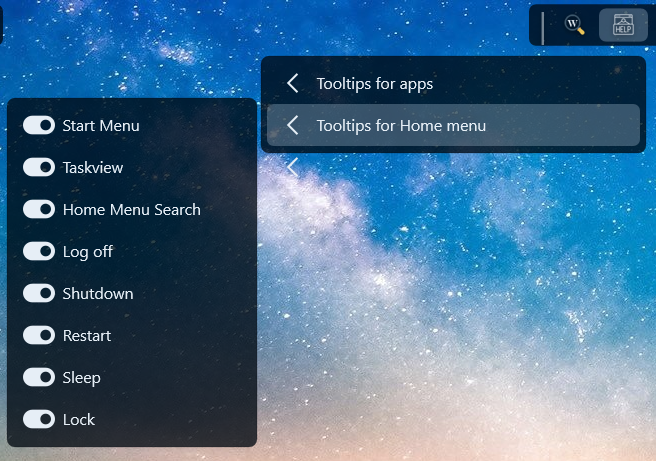 W
HELP
Tooltips for apps
Tooltips for Home menu
Start Menu
Taskview
Home Menu Search
Log off
Shutdown
Restart
Sleep
Lock